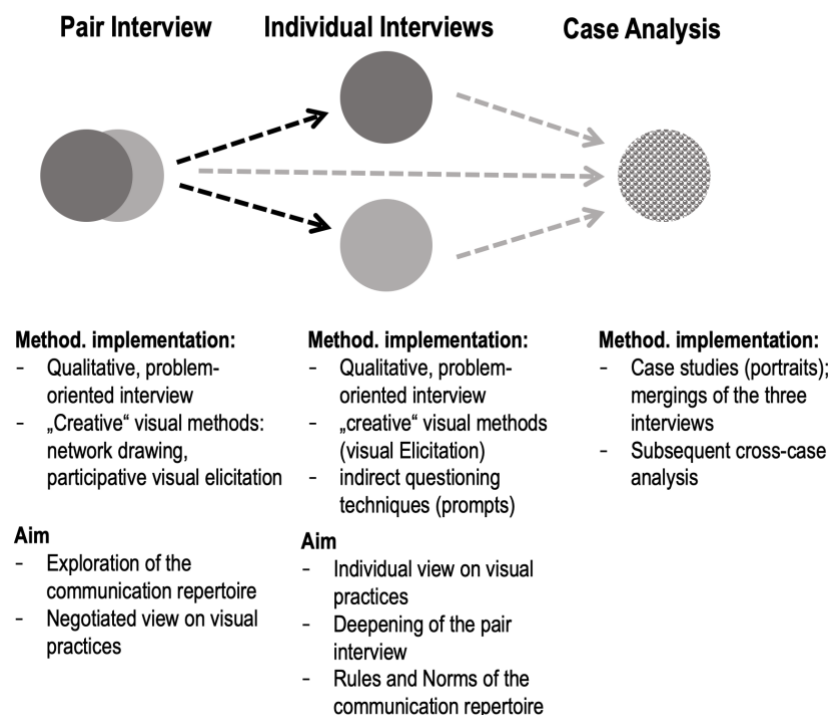 Pair Interview
Individual Interviews
Case Analysis
Method. implementation:
- Qualitative, problem-
oriented interview
- „Creative“ visual methods:
network drawing,
participative visual elicitation
Aim
- Exploration of the
communication repertoire
- Negotiated view on visual
practices
Method. implementation:
- Qualitative, problem-
oriented interview
- „creative“ visual methods
(visual Elicitation)
- indirect questioning
techniques (prompts)
Aim
- Individual view on visual
practices
- Deepening of the pair
interview
- Rules and Norms of the
communication repertoire
Method. implementation:
- Case studies (portraits);
mergings of the three
interviews
- Subsequent cross-case
analysis